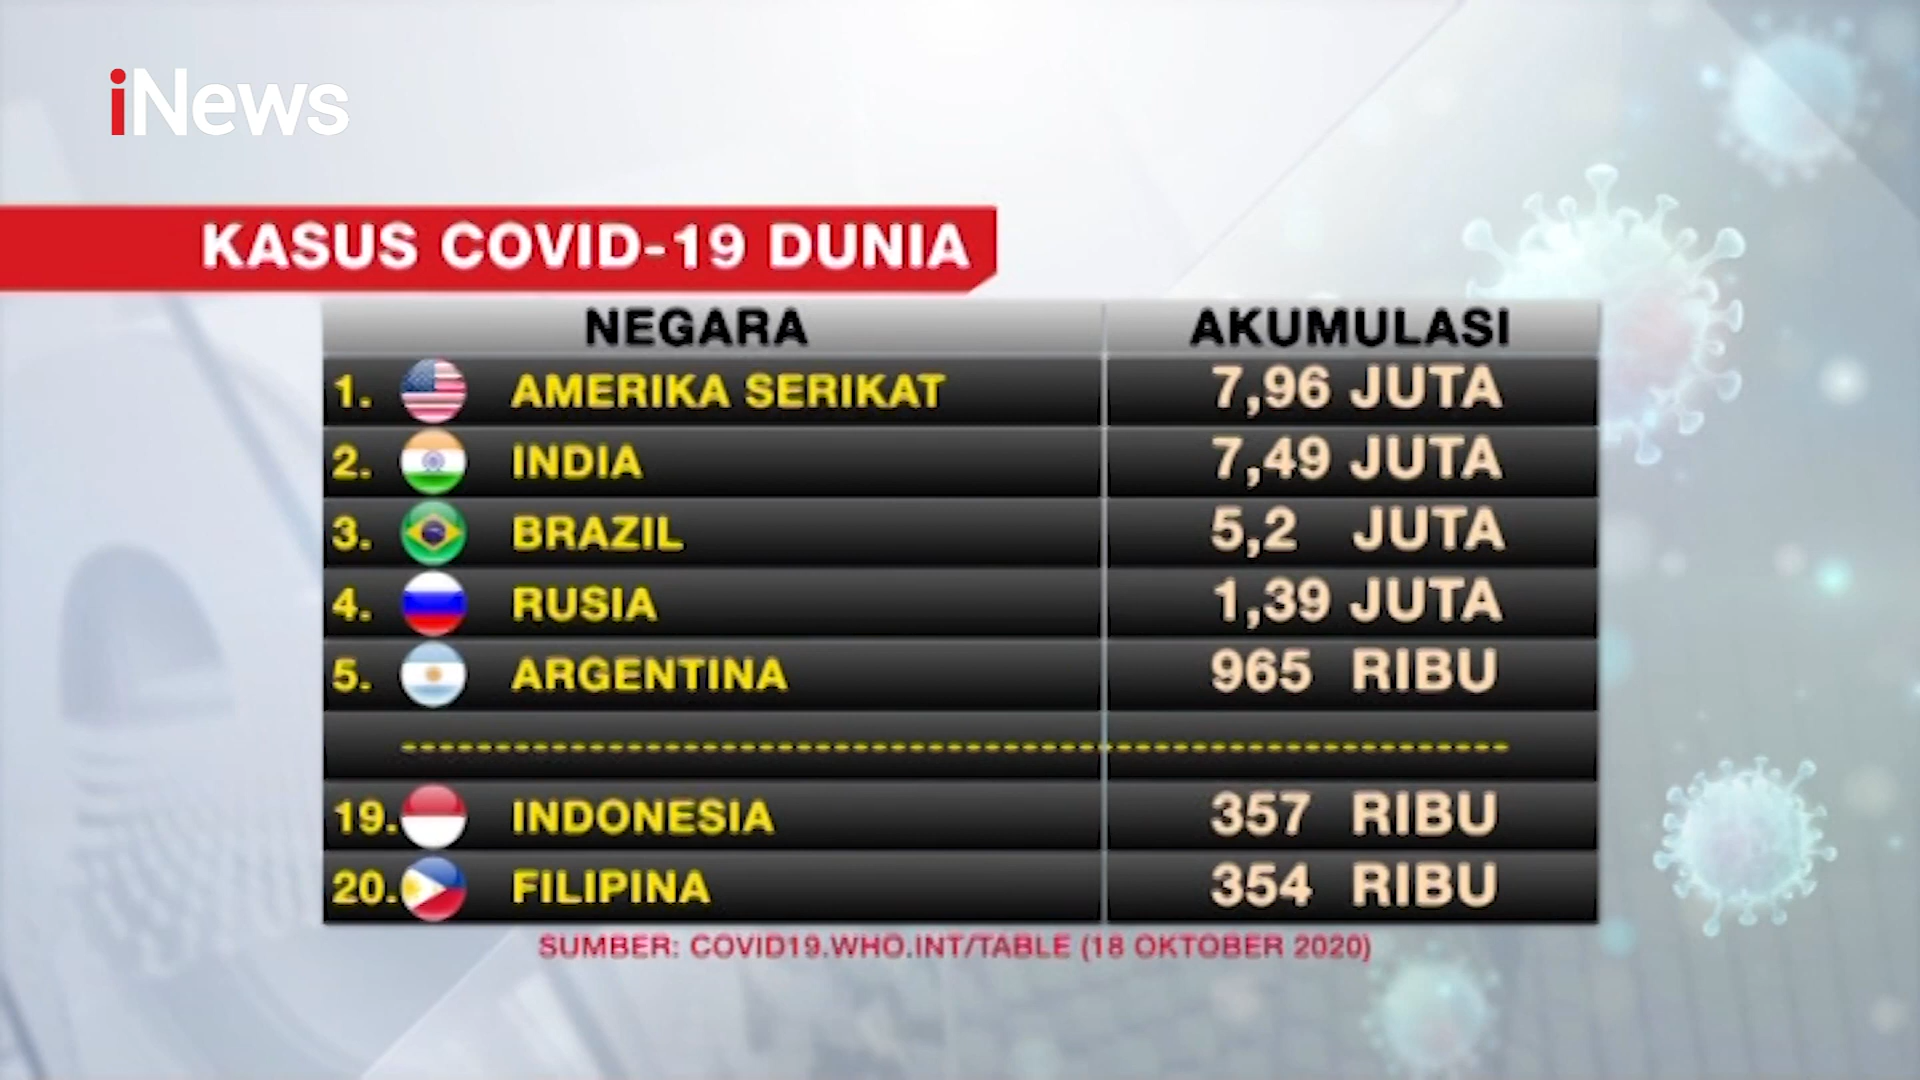 iNews
KASUS COVID-19 DUNIA
NEGARA AKUMULASI
1. AMERIKA SERIKAT 7,96 JUTA
2. INDIA 7,49 JUTA
3. BRAZIL 5,2 JUTA
4. RUSIA 1,39 JUTA
5. ARGENTINA 965 RIBU
19. INDONESIA 357 RIBU
20. FILIPINA 354 RIBU
SUMBER: COVID19.WHO.INT/TABLE (18 OKTOBER 2020)